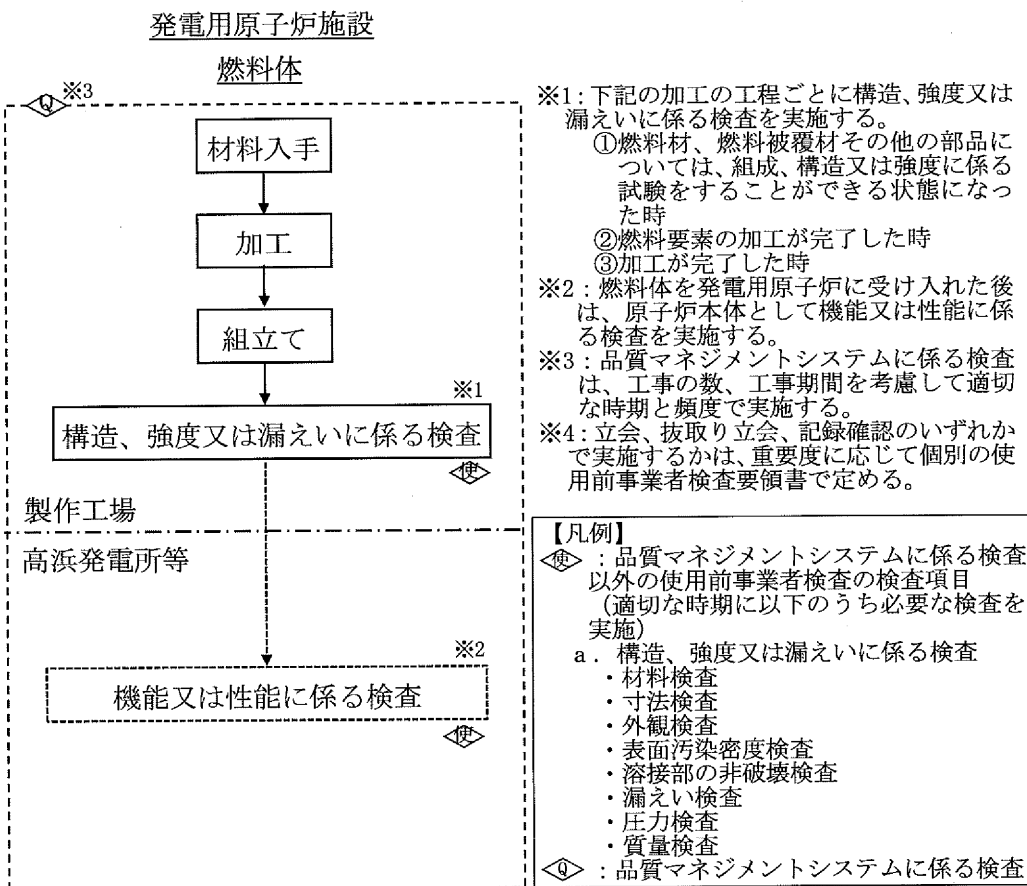 発電用原子炉施設
燃料体
Q ※3
材料入手
加工
組立て
※1
構造、強度又は漏えいに係る検査
使
製作工場
高浜発電所等
※2
機能又は性能に係る検査
使
※1:下記の加工の工程ごとに構造、強度又は
漏えいに係る検査を実施する。
①燃料材、燃料被覆材その他の部品に
ついては、組成、構造又は強度に係る
試験をすることができる状態になっ
た時
②燃料要素の加工が完了した時
③加工が完了した時
※2:燃料体を発電用原子炉に受け入れた後
は、原子炉本体として機能又は性能に係
る検査を実施する。
※3:品質マネジメントシステムに係る検査
は、工事の数、工事期間を考慮して適切
な時期と頻度で実施する。
※4:立会、抜取り立会、記録確認のいずれか
で実施するかは、重要度に応じて個別の使
用前事業者検査要領書で定める。
【凡例】
使 :品質マネジメントシステムに係る検査
以外の使用前事業者検査の検査項目
(適切な時期に以下のうち必要な検査を
実施)
a. 構造、強度又は漏えいに係る検査
・材料検査
・寸法検査
・外観検査
・表面汚染密度検査
・溶接部の非破壊検査
・漏えい検査
・圧力検査
・質量検査
Q :品質マネジメントシステムに係る検査